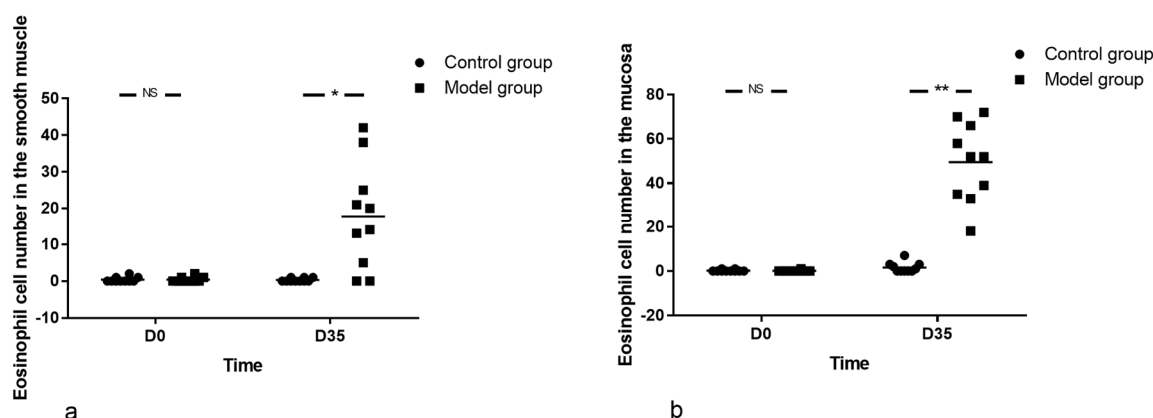 Eosinophil cell number in the smooth muscle
Control group
Model group
NS
*
50
40
30
20
10
0
-10
D0
D35
Time
a
Eosinophil cell number in the mucosa
Control group
Model group
NS
**
80
60
40
20
0
-20
D0
D35
Time
b